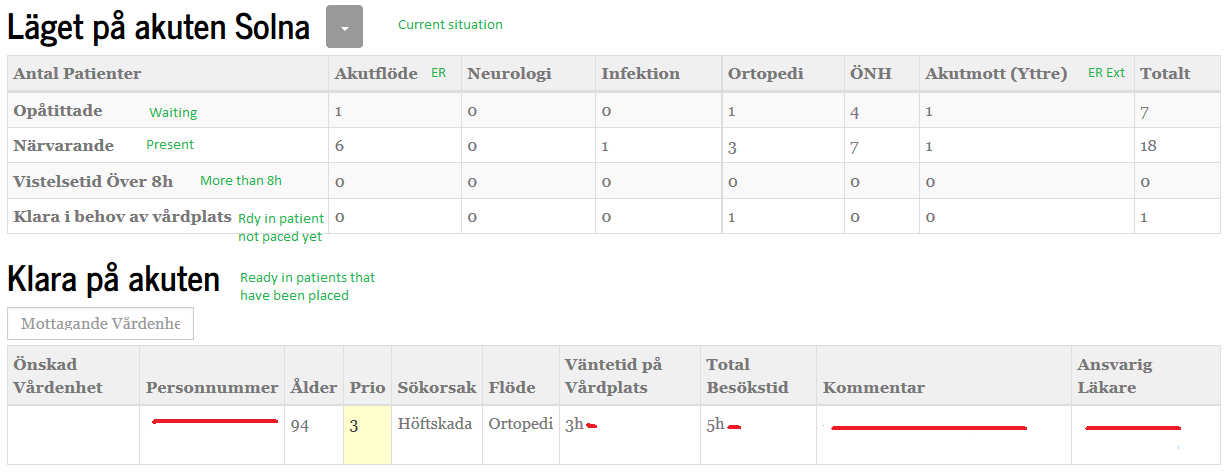 Läget på akuten Solna Current situation
Antal Patienter Akutflöde ER Neurologi Infektion Ortopedi ÖNH Akutmott (Yttre) ER Ext Totalt
Opåtittade Waiting 1 0 0 1 4 1 7
Närvarande Present 6 0 1 3 7 1 18
Vistelsetid Över 8h More than 8h 0 0 0 0 0 0 0
Klara i behov av vårdplats Rdy in patient 0 0 0 1 0 0 1
not paced yet
Klara på akuten Ready in patients that
have been placed
Mottagande Vårdenhe
Önskad Väntetid på Total Ansvarig
Vårdenhet Personnummer Ålder Prio Sökorsak Flöde Vårdplats Besökstid Kommentar Läkare
94 3 Höftskada Ortopedi 3h 5h